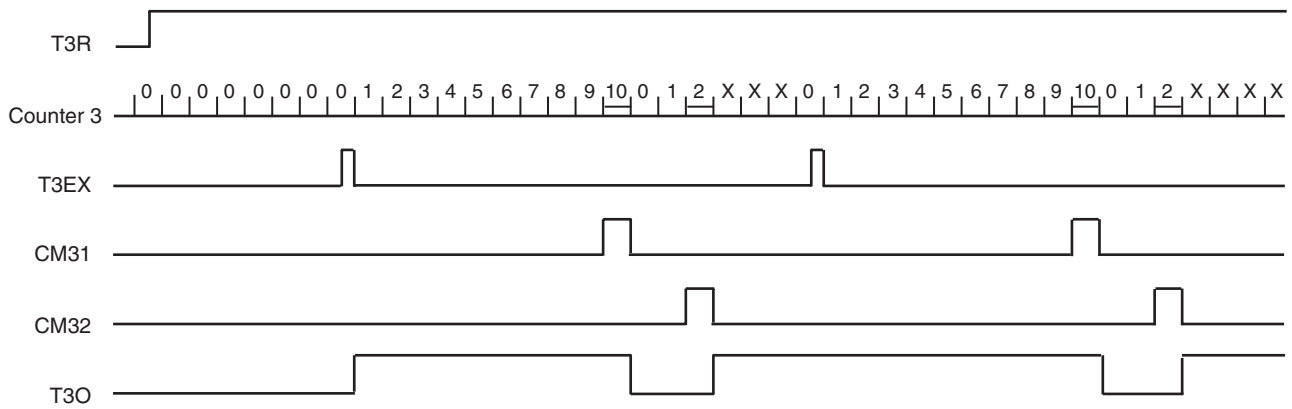 T3R
0 0 0 0 0 0 0 0 1 2 3 4 5 6 7 8 9 10 0 1 2 X X X 0 1 2 3 4 5 6 7 8 9 10 0 1 2 X X X X
Counter 3
T3EX
CM31
CM32
T3O